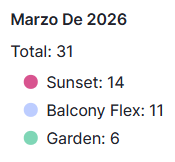 Marzo De 2026
Total: 31
Sunset: 14
Balcony Flex: 11
Garden: 6